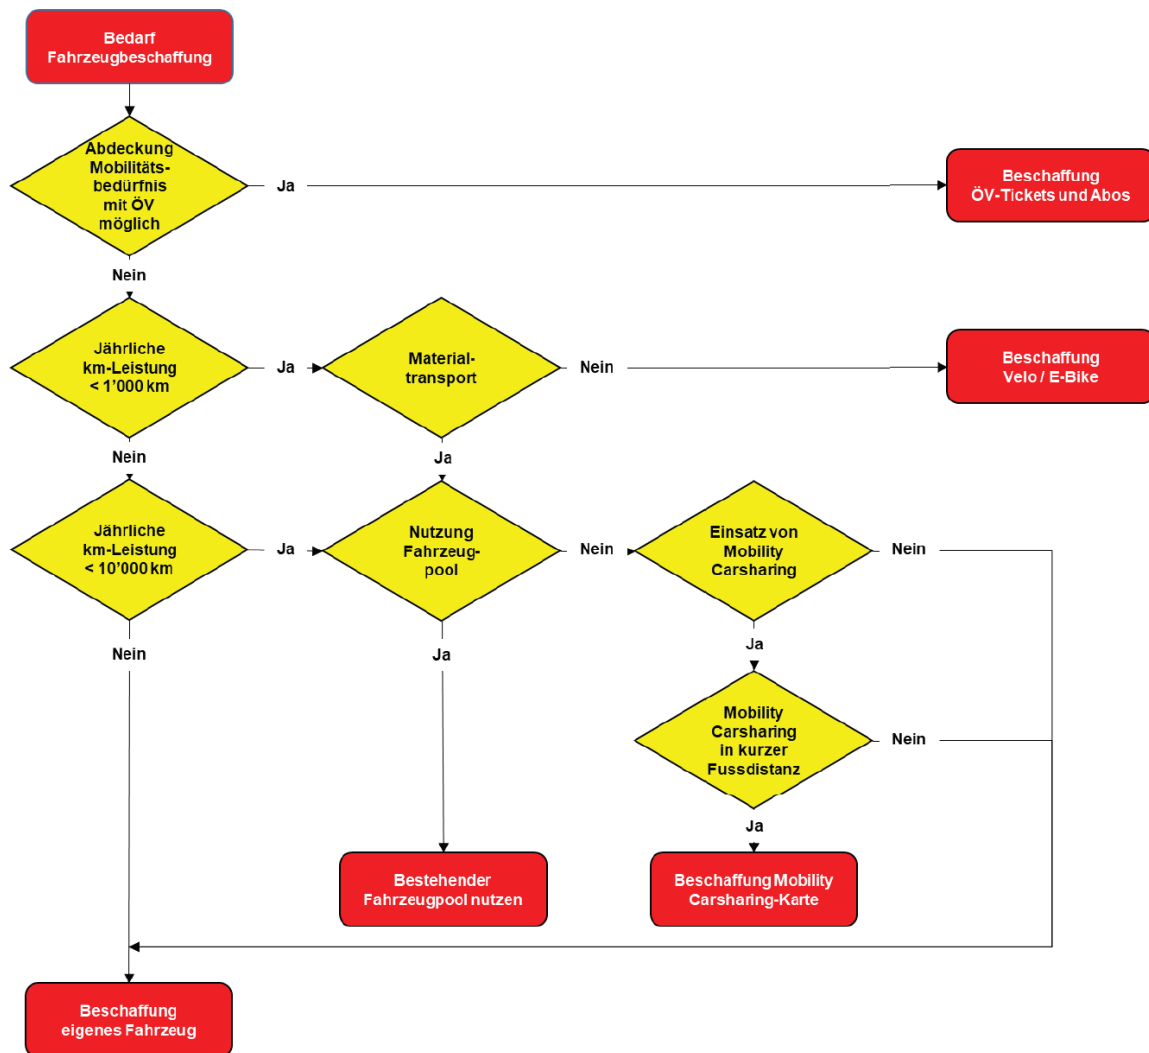 Bedarf
Fahrzeugbeschaffung
Abdeckung
Mobilitäts-
bedürfnis
mit ÖV
möglich
Ja
Beschaffung
ÖV-Tickets und Abos
Nein
Jährliche
km-Leistung
< 1'000 km
Ja
Material-
transport
Nein
Beschaffung
Velo / E-Bike
Nein
Ja
Jährliche
km-Leistung
< 10'000 km
Ja
Nutzung
Fahrzeug-
pool
Nein
Einsatz von
Mobility
Carsharing
Nein
Nein
Ja
Ja
Mobility
Carsharing
in kurzer
Fussdistanz
Nein
Ja
Bestehender
Fahrzeugpool nutzen
Beschaffung Mobility
Carsharing-Karte
Beschaffung
eigenes Fahrzeug